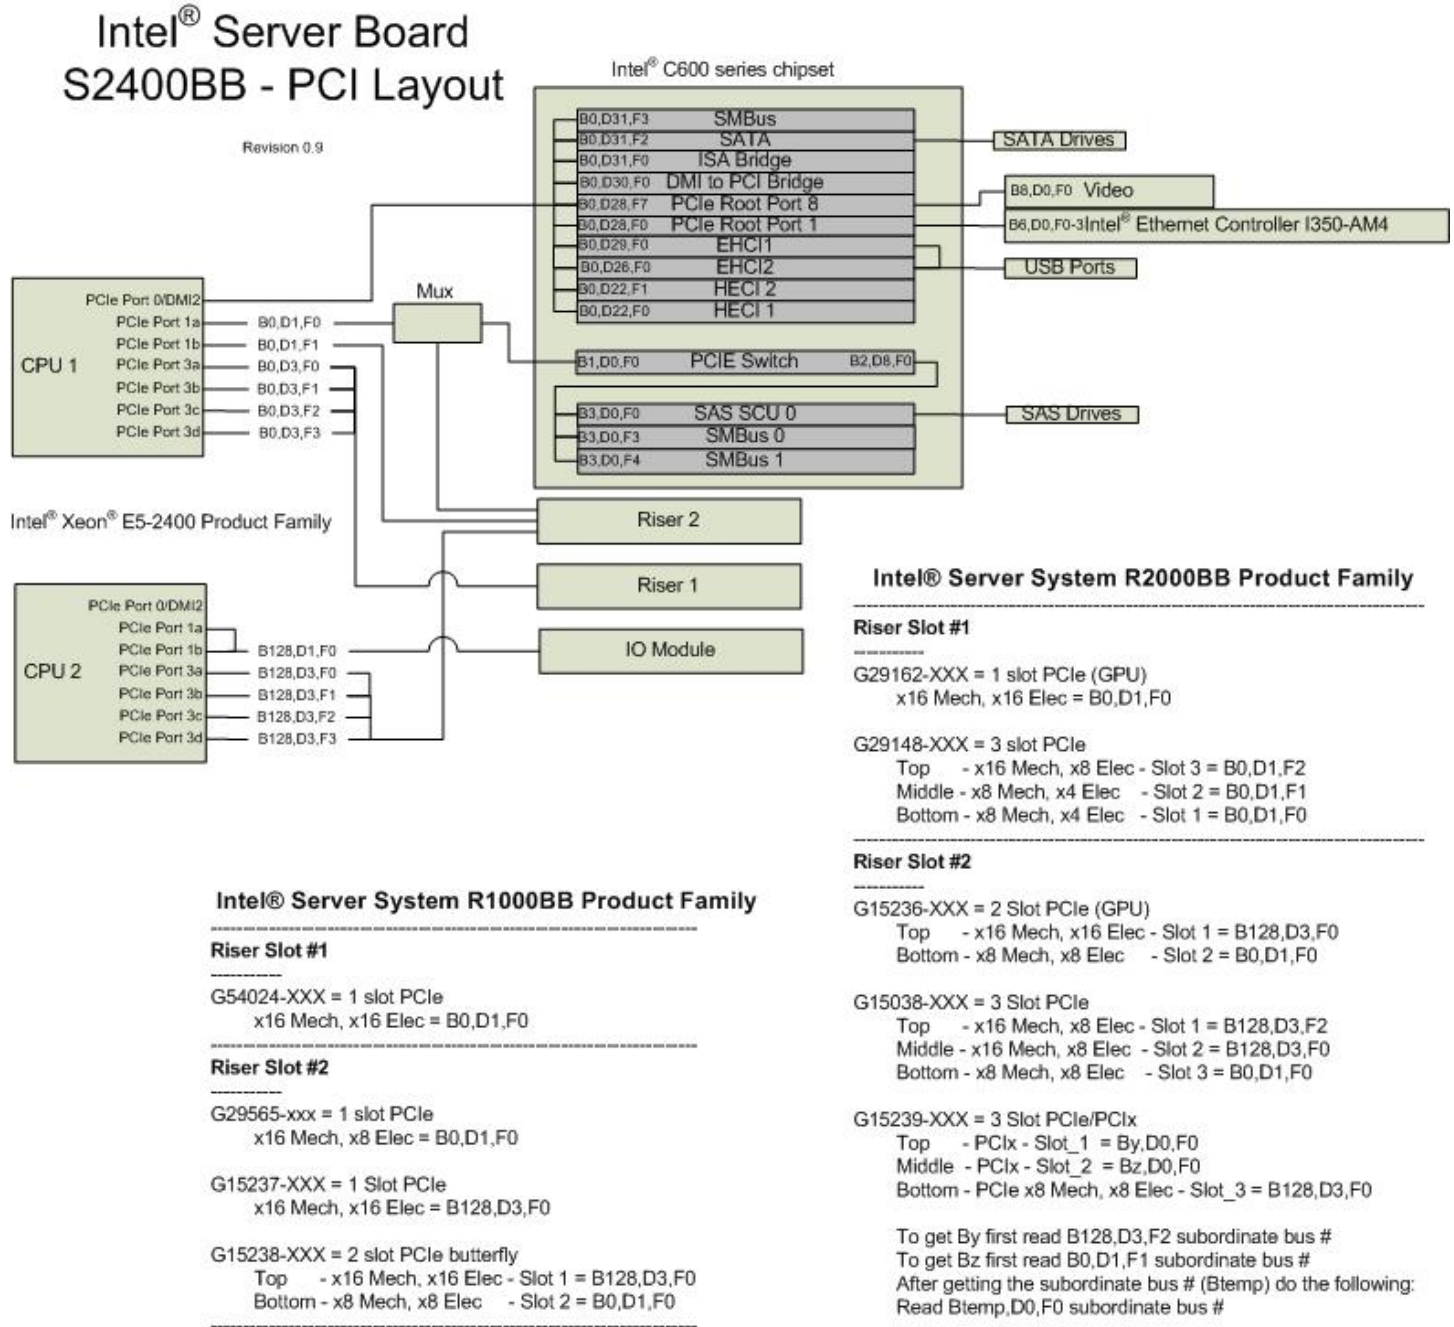 Intel® Server Board
S2400BB - PCI Layout
Revision 0.9
Intel® C600 series chipset
B0,D31,F3 SMBus
B0,D31,F2 SATA
B0,D31,F0 ISA Bridge
B0,D30,F0 DMI to PCI Bridge
B0,D28,F7 PCIe Root Port 8
B0,D28,F0 PCIe Root Port 1
B0,D29,F0 EHCI1
B0,D26,F0 EHCI2
B0,D22,F1 HECI 2
B0,D22,F0 HECI 1
B1,D0,F0 PCIE Switch B2,D8,F0
B3,D0,F0 SAS SCU 0
B3,D0,F3 SMBus 0
B3,D0,F4 SMBus 1
SATA Drives
B8,D0,F0 Video
B6,D0,F0-3Intel® Ethernet Controller I350-AM4
USB Ports
SAS Drives
Mux
CPU 1
PCIe Port 0/DMI2
PCIe Port 1a B0,D1,F0
PCIe Port 1b B0,D1,F1
PCIe Port 3a B0,D3,F0
PCIe Port 3b B0,D3,F1
PCIe Port 3c B0,D3,F2
PCIe Port 3d B0,D3,F3
Intel® Xeon® E5-2400 Product Family
Riser 2
Riser 1
IO Module
CPU 2
PCIe Port 0/DMI2
PCIe Port 1a
PCIe Port 1b B128,D1,F0
PCIe Port 3a B128,D3,F0
PCIe Port 3b B128,D3,F1
PCIe Port 3c B128,D3,F2
PCIe Port 3d B128,D3,F3
Intel® Server System R1000BB Product Family
Riser Slot #1
G54024-XXX = 1 slot PCIe
x16 Mech, x16 Elec = B0,D1,F0
Riser Slot #2
G29565-xxx = 1 slot PCIe
x16 Mech, x8 Elec = B0,D1,F0
G15237-XXX = 1 Slot PCIe
x16 Mech, x16 Elec = B128,D3,F0
G15238-XXX = 2 slot PCIe butterfly
Top - x16 Mech, x16 Elec - Slot 1 = B128,D3,F0
Bottom - x8 Mech, x8 Elec - Slot 2 = B0,D1,F0
Intel® Server System R2000BB Product Family
Riser Slot #1
G29162-XXX = 1 slot PCIe (GPU)
x16 Mech, x16 Elec = B0,D1,F0
G29148-XXX = 3 slot PCIe
Top - x16 Mech, x8 Elec - Slot 3 = B0,D1,F2
Middle - x8 Mech, x4 Elec - Slot 2 = B0,D1,F1
Bottom - x8 Mech, x4 Elec - Slot 1 = B0,D1,F0
Riser Slot #2
G15236-XXX = 2 Slot PCIe (GPU)
Top - x16 Mech, x16 Elec - Slot 1 = B128,D3,F0
Bottom - x8 Mech, x8 Elec - Slot 2 = B0,D1,F0
G15038-XXX = 3 Slot PCIe
Top - x16 Mech, x8 Elec - Slot 1 = B128,D3,F2
Middle - x16 Mech, x8 Elec - Slot 2 = B128,D3,F0
Bottom - x8 Mech, x8 Elec - Slot 3 = B0,D1,F0
G15239-XXX = 3 Slot PCIe/PCIx
Top - PCIx - Slot_1 = By,D0,F0
Middle - PCIx - Slot_2 = Bz,D0,F0
Bottom - PCIe x8 Mech, x8 Elec - Slot_3 = B128,D3,F0
To get By first read B128,D3,F2 subordinate bus #
To get Bz first read B0,D1,F1 subordinate bus #
After getting the subordinate bus # (Btemp) do the following:
Read Btemp,D0,F0 subordinate bus #